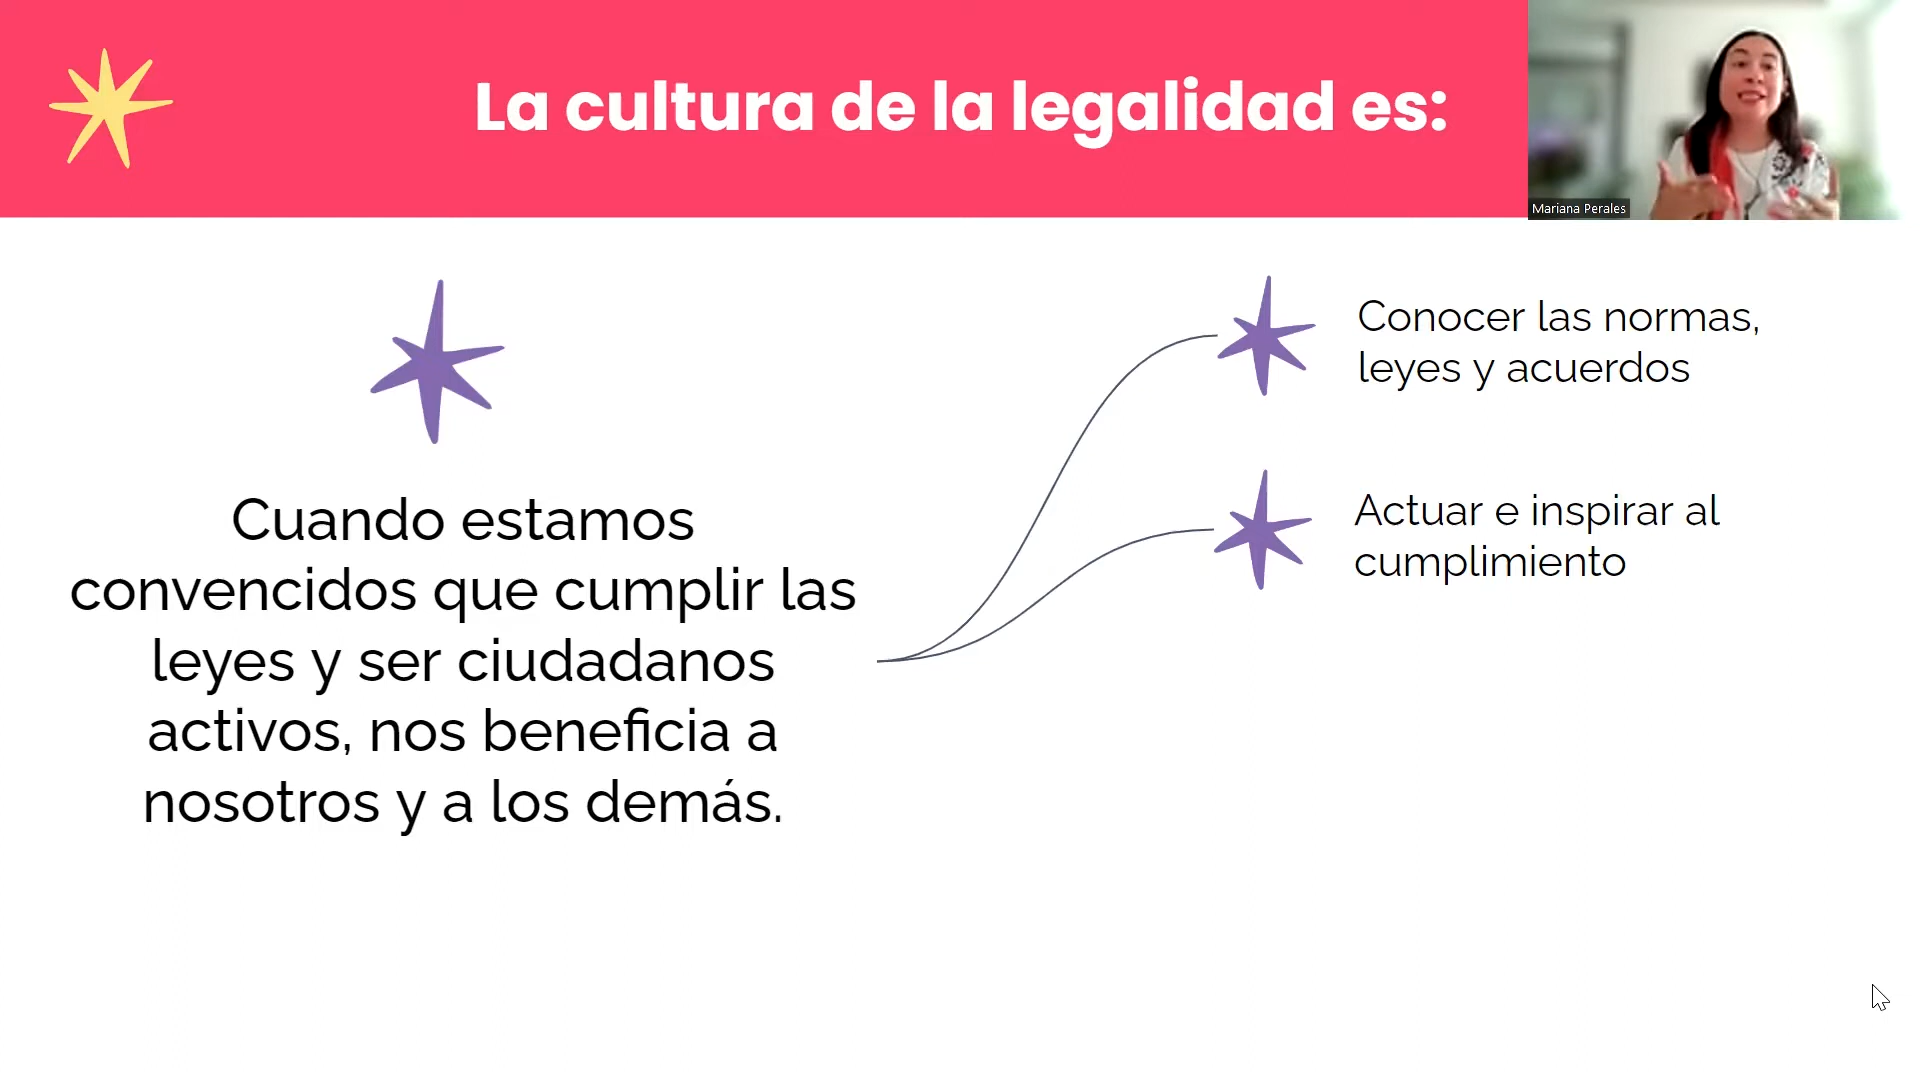 La cultura de la legalidad es:
Mariana Perales
Cuando estamos
convencidos que cumplir las
leyes y ser ciudadanos
activos, nos beneficia a
nosotros y a los demás.
Conocer las normas,
leyes y acuerdos
Actuar e inspirar al
cumplimiento